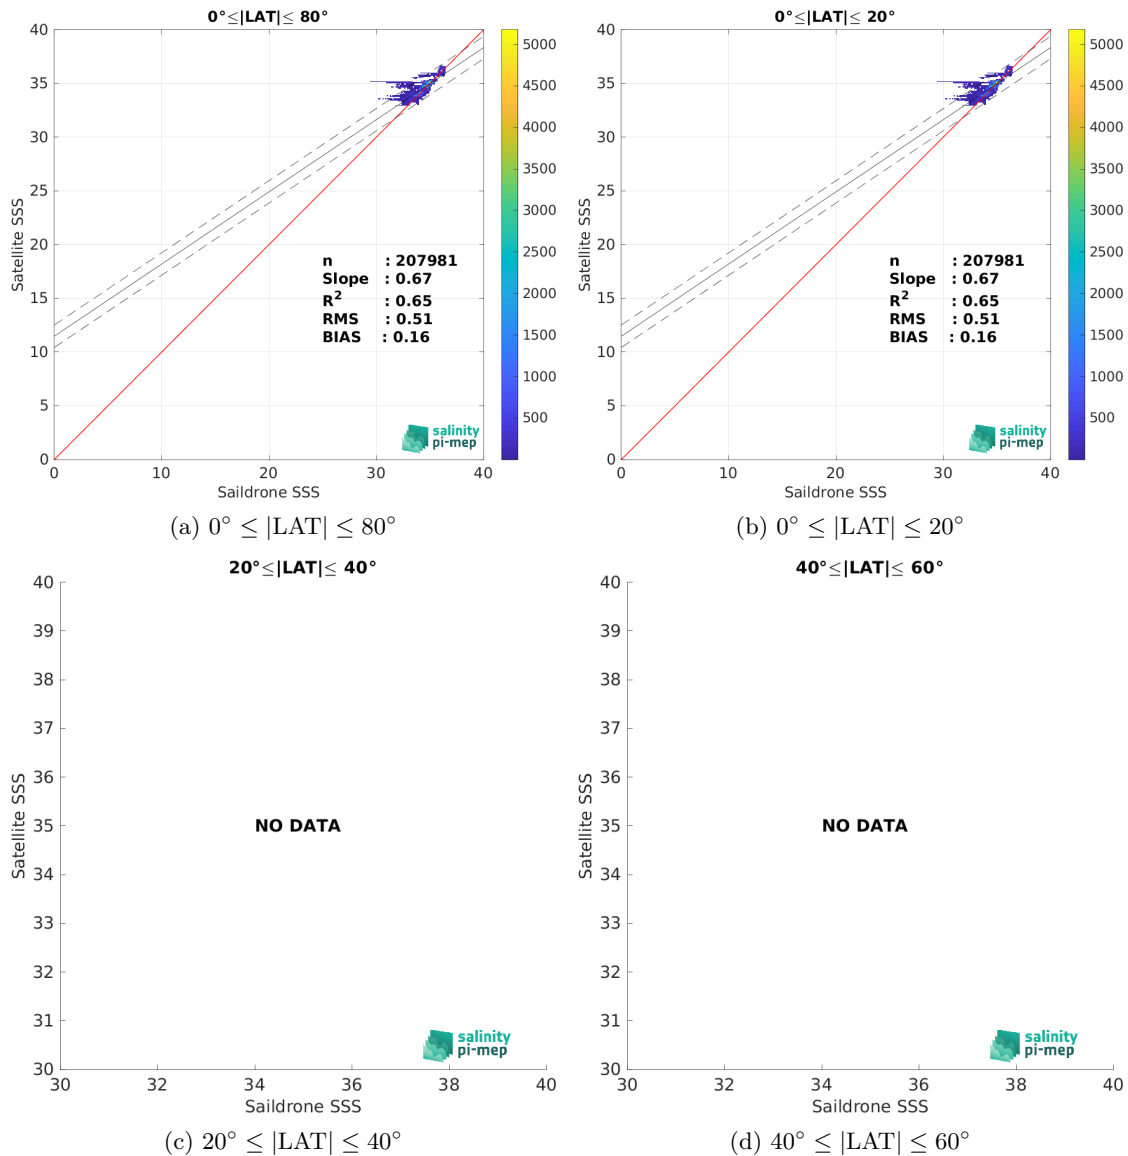 0°≤|LAT|≤ 80°
40
35
30
25
20
15
10
5
0
Satellite SSS
n : 207981
Slope : 0.67
R² : 0.65
RMS : 0.51
BIAS : 0.16
salinity
pi-mep
0 10 20 30 40
Saildrone SSS
5000
4500
4000
3500
3000
2500
2000
1500
1000
500
(a) 0° ≤ |LAT| ≤ 80°
0°≤|LAT|≤ 20°
40
35
30
25
20
15
10
5
0
Satellite SSS
n : 207981
Slope : 0.67
R² : 0.65
RMS : 0.51
BIAS : 0.16
salinity
pi-mep
0 10 20 30 40
Saildrone SSS
5000
4500
4000
3500
3000
2500
2000
1500
1000
500
(b) 0° ≤ |LAT| ≤ 20°
20°≤|LAT|≤ 40°
40
39
38
37
36
35
34
33
32
31
30
Satellite SSS
NO DATA
salinity
pi-mep
30 32 34 36 38 40
Saildrone SSS
(c) 20° ≤ |LAT| ≤ 40°
40°≤|LAT|≤ 60°
40
39
38
37
36
35
34
33
32
31
30
Satellite SSS
NO DATA
salinity
pi-mep
30 32 34 36 38 40
Saildrone SSS
(d) 40° ≤ |LAT| ≤ 60°